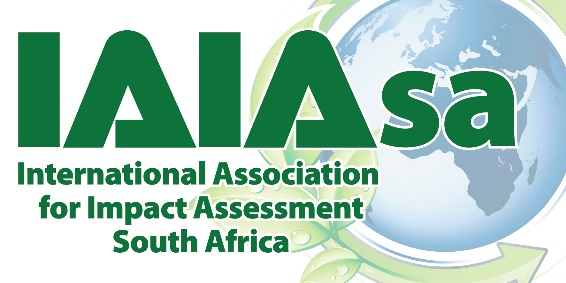 IAIAsa
International Association
for Impact Assessment
South Africa